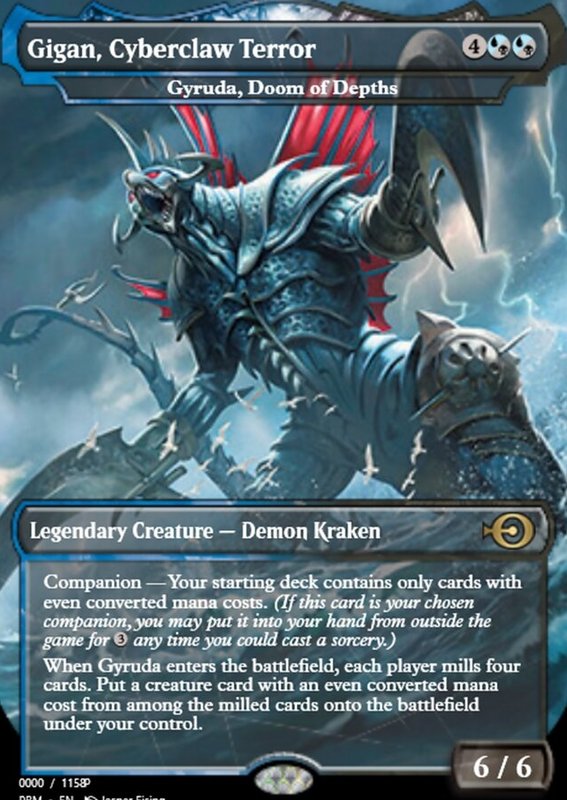 Gigan, Cyberclaw Terror 4
Gyruda, Doom of Depths
Legendary Creature — Demon Kraken
Companion — Your starting deck contains only cards with
even converted mana costs. (If this card is your chosen
companion, you may put it into your hand from outside the
game for 3 any time you could cast a sorcery.)
When Gyruda enters the battlefield, each player mills four
cards. Put a creature card with an even converted mana
cost from among the milled cards onto the battlefield
under your control.
6 / 6
0000 / 1158P
PRM • EN Jesper Ejsing